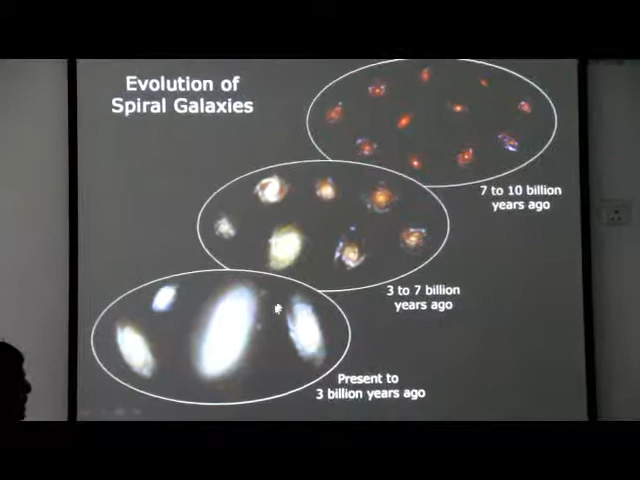 Evolution of
Spiral Galaxies
7 to 10 billion
years ago
3 to 7 billion
years ago
Present to
3 billion years ago